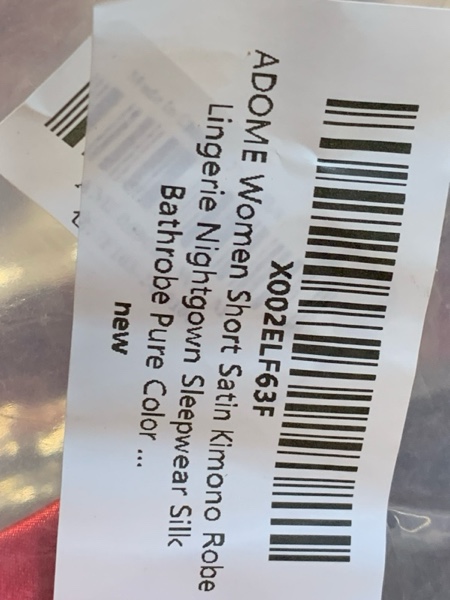 X002ELF63F
ADOME Women Short Satin Kimono Robe
Lingerie Nightgown Sleepwear Silk
Bathrobe Pure Color ...
new